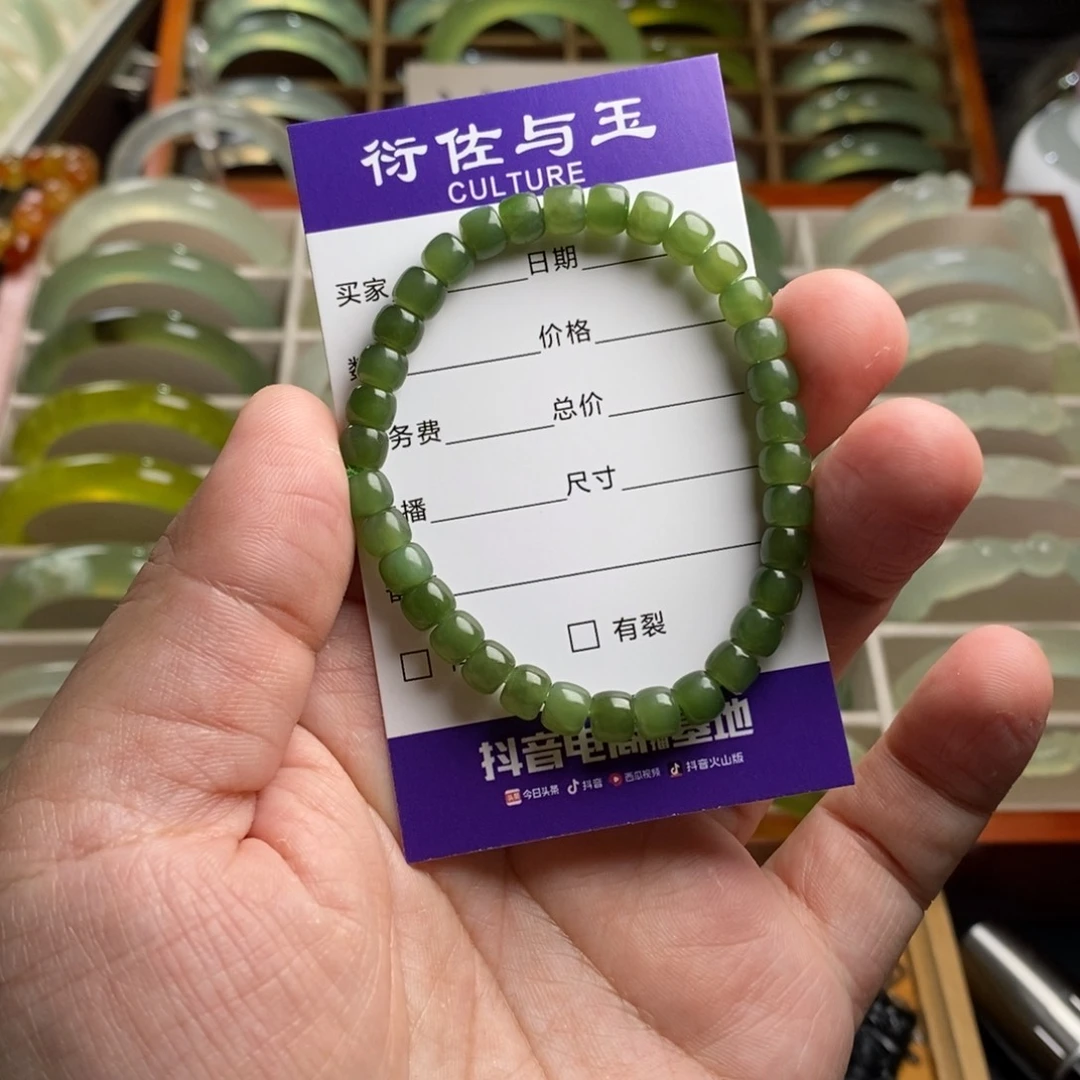 衍佐与玉
CULTURE
买家 日期
价格
务费 总价
播 尺寸
有裂
抖音电商直播基地
今日头条 抖音 西瓜视频 抖音火山版